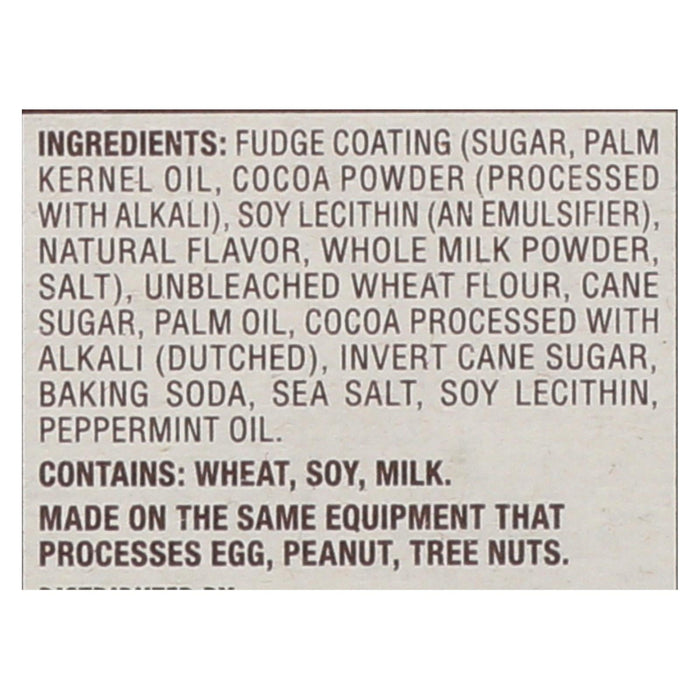 INGREDIENTS: FUDGE COATING (SUGAR, PALM
KERNEL OIL, COCOA POWDER (PROCESSED
WITH ALKALI), SOY LECITHIN (AN EMULSIFIER),
NATURAL FLAVOR, WHOLE MILK POWDER,
SALT), UNBLEACHED WHEAT FLOUR, CANE
SUGAR, PALM OIL, COCOA PROCESSED WITH
ALKALI (DUTCHED), INVERT CANE SUGAR,
BAKING SODA, SEA SALT, SOY LECITHIN,
PEPPERMINT OIL.
CONTAINS: WHEAT, SOY, MILK.
MADE ON THE SAME EQUIPMENT THAT
PROCESSES EGG, PEANUT, TREE NUTS.